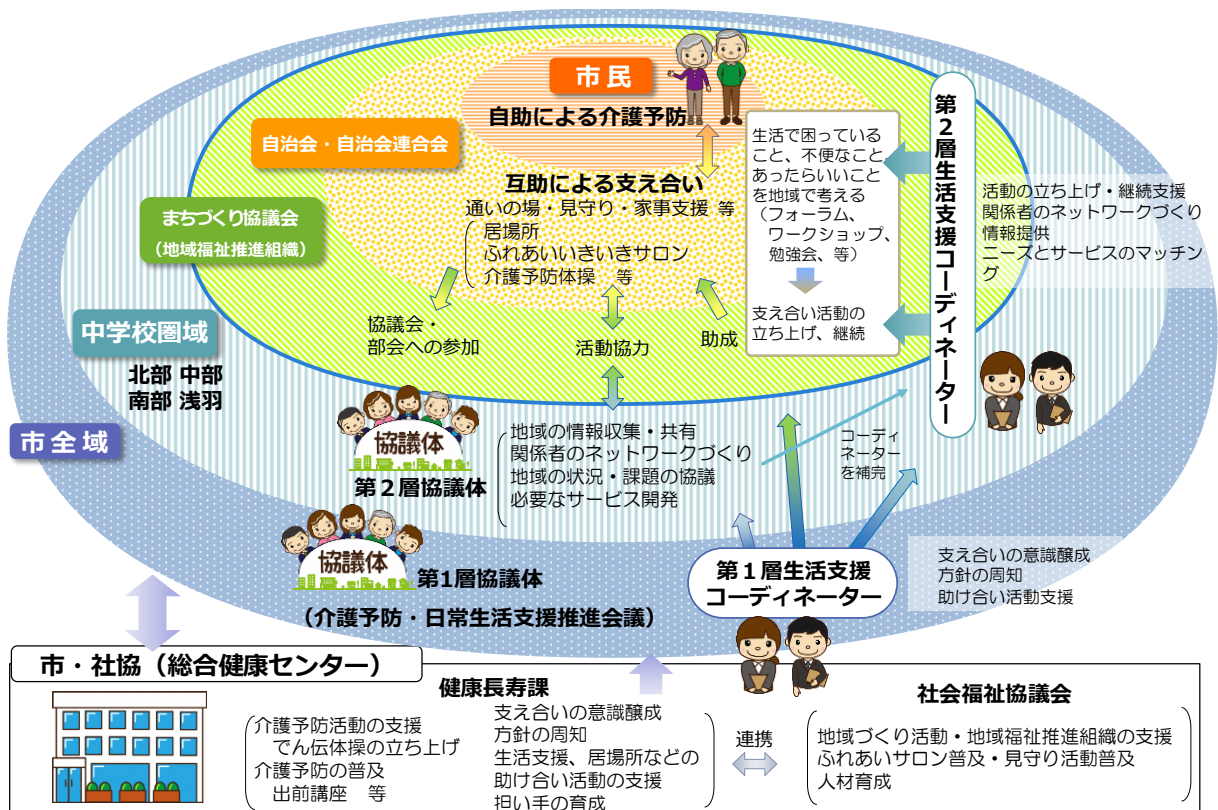 市民
自助による介護予防
自治会・自治会連合会
互助による支え合い
通いの場・見守り・家事支援 等
居場所
ふれあいいきいきサロン
介護予防体操 等
まちづくり協議会
(地域福祉推進組織)
生活で困っている
こと、不便なこと
あったらいいこと
を地域で考える
(フォーラム、
ワークショップ、
勉強会、等)
支え合い活動の
立ち上げ、継続
第2層生活支援コーディネーター
活動の立ち上げ・継続支援
関係者のネットワークづくり
情報提供
ニーズとサービスのマッチン
グ
協議会・
部会への参加
活動協力
助成
中学校圏域
北部 中部
南部 浅羽
市全域
協議体
第2層協議体
地域の情報収集・共有
関係者のネットワークづくり
地域の状況・課題の協議
必要なサービス開発
コーディ
ネーター
を補完
協議体
第1層協議体
(介護予防・日常生活支援推進会議)
第1層生活支援
コーディネーター
支え合いの意識醸成
方針の周知
助け合い活動支援
市・社協(総合健康センター)
健康長寿課
介護予防活動の支援
でん伝体操の立ち上げ
介護予防の普及
出前講座 等
支え合いの意識醸成
方針の周知
生活支援、居場所などの
助け合い活動の支援
担い手の育成
連携
社会福祉協議会
地域づくり活動・地域福祉推進組織の支援
ふれあいサロン普及・見守り活動普及
人材育成